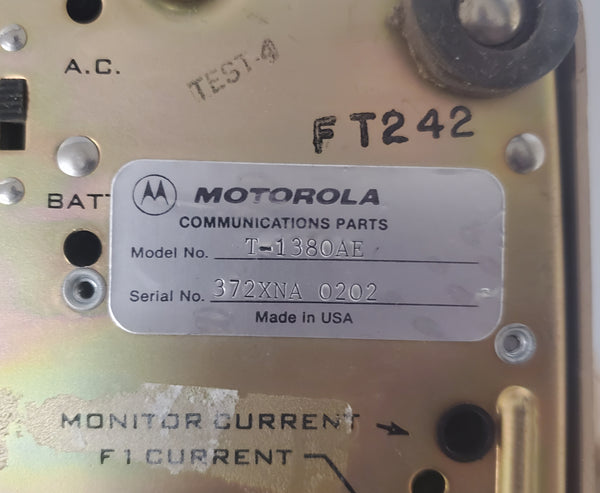 A.C.
TEST-4
FT242
BATT
MOTOROLA
COMMUNICATIONS PARTS
Model No. T-1380AE
Serial No. 372XNA 0202
Made in USA
MONITOR CURRENT
F1 CURRENT